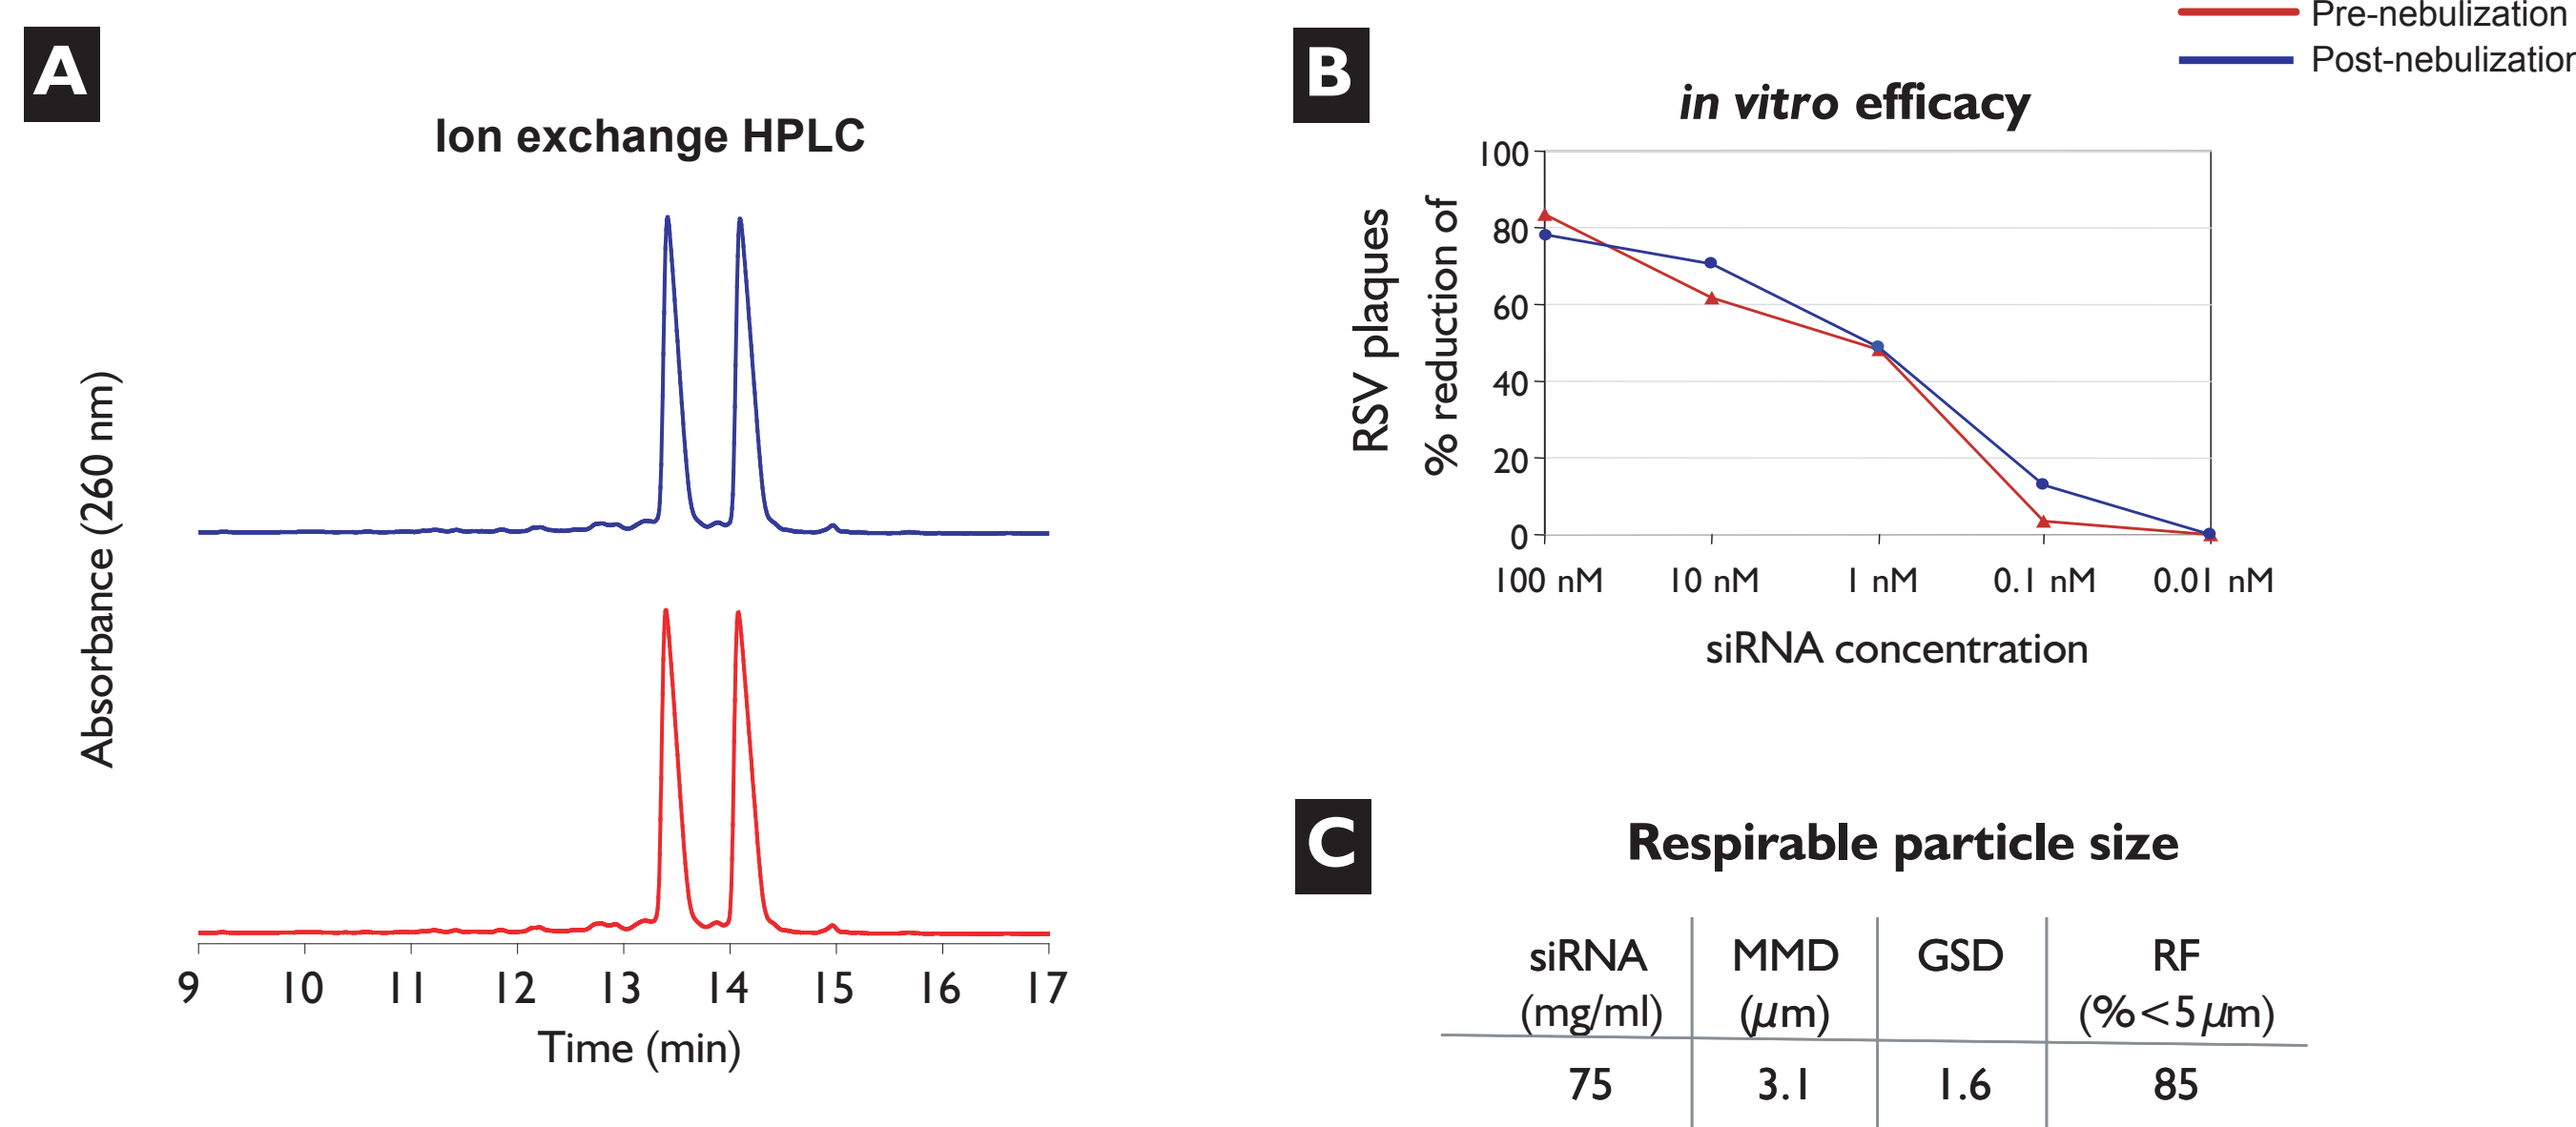 A
Ion exchange HPLC
Absorbance (260 nm)
9 10 11 12 13 14 15 16 17
Time (min)
Pre-nebulization
Post-nebulization
B
in vitro efficacy
RSV plaques
% reduction of
100
80
60
40
20
0
100 nM 10 nM 1 nM 0.1 nM 0.01 nM
siRNA concentration
C
Respirable particle size
siRNA MMD GSD RF
(mg/ml) (μm) (%<5 μm)
75 3.1 1.6 85